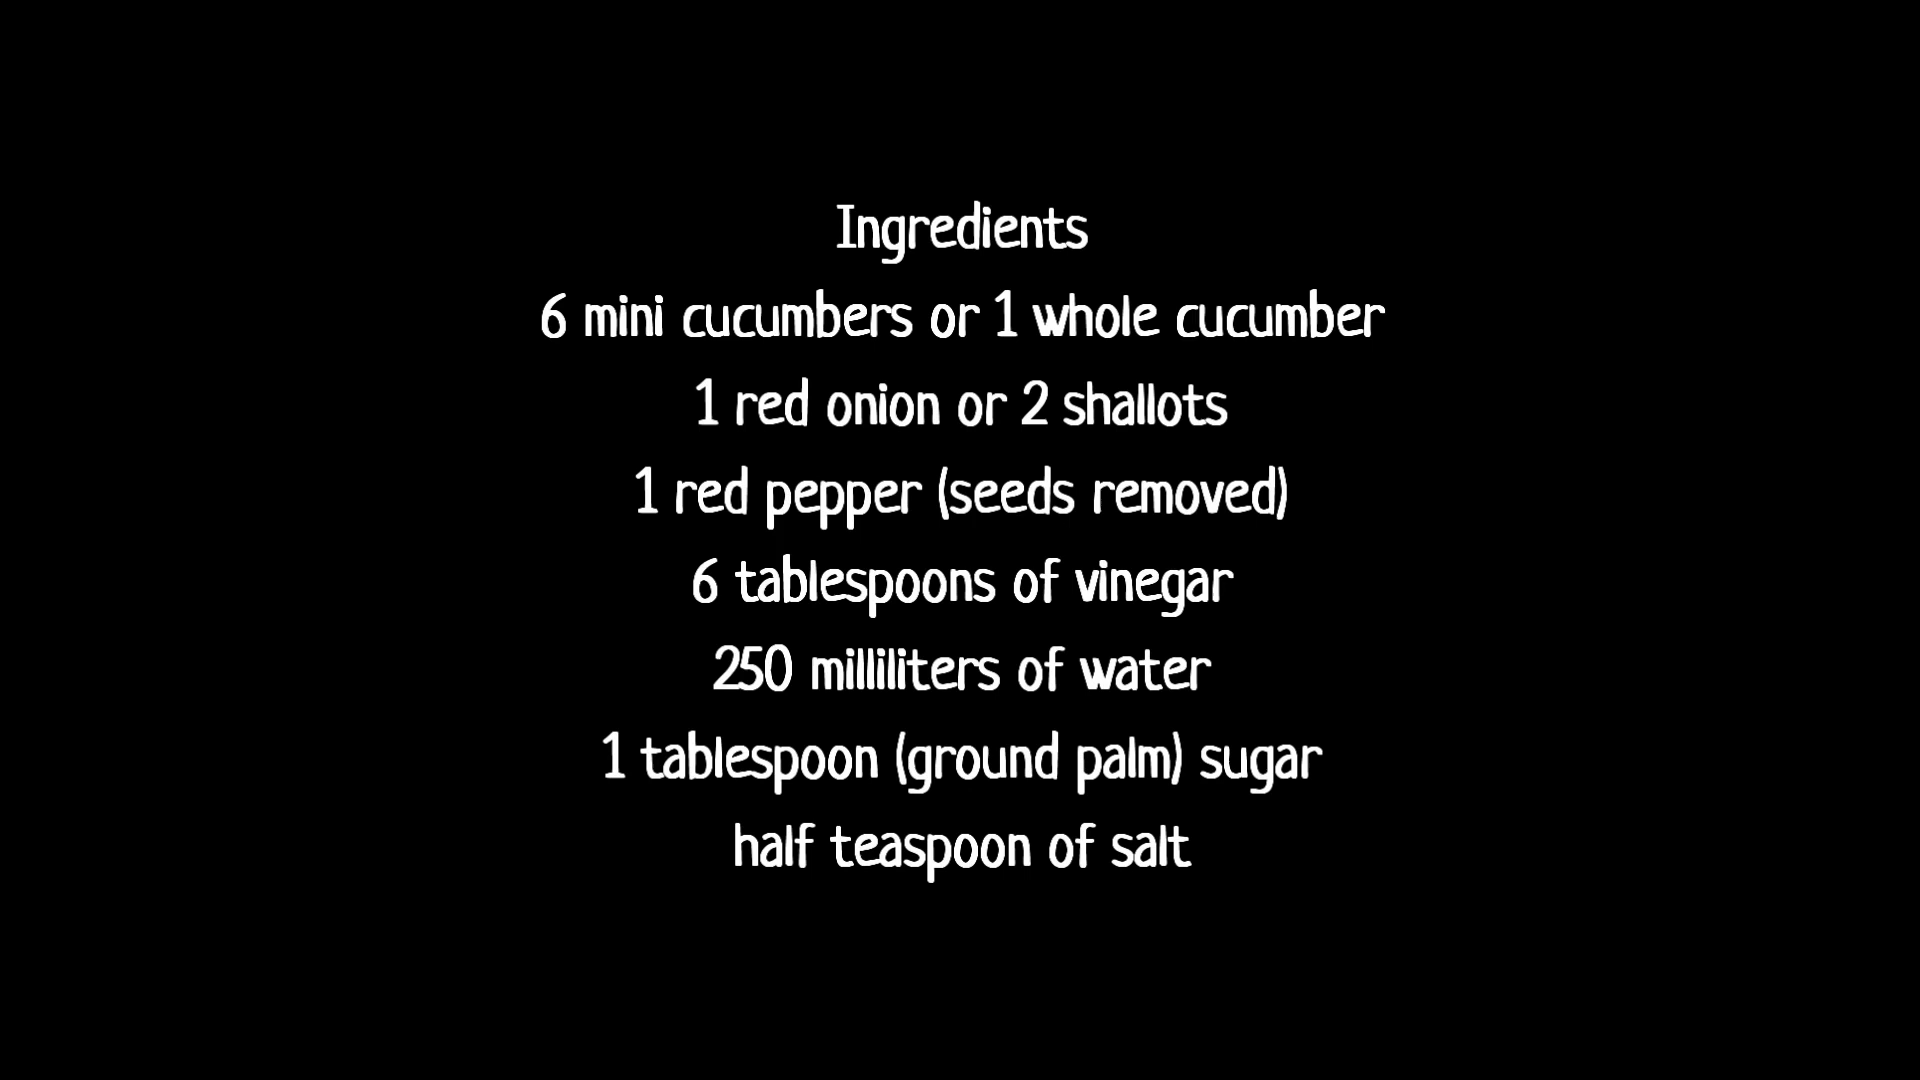 Ingredients
6 mini cucumbers or 1 whole cucumber
1 red onion or 2 shallots
1 red pepper (seeds removed)
6 tablespoons of vinegar
250 milliliters of water
1 tablespoon (ground palm) sugar
half teaspoon of salt